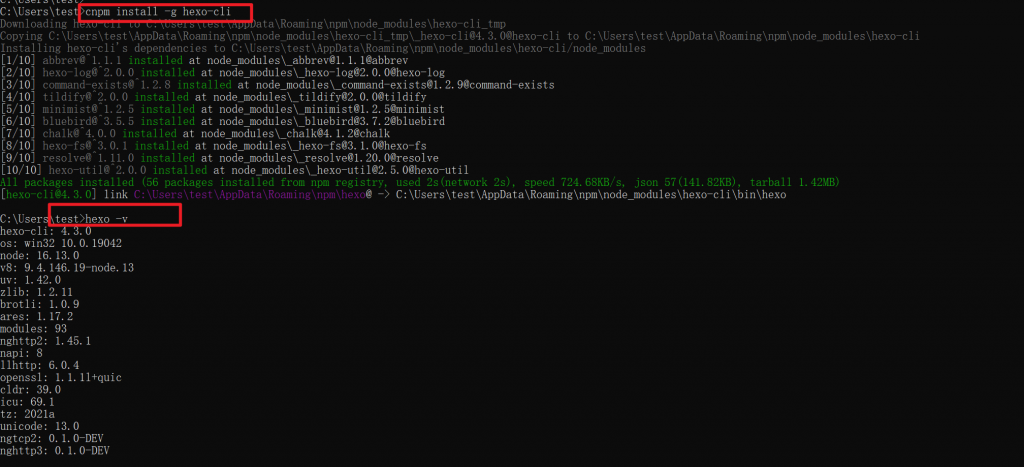 C:\Users\test>
C:\Users\test>cnpm install -g hexo-cli
Downloading hexo-cli to C:\Users\test\AppData\Roaming\npm\node_modules\hexo-cli_tmp
Copying C:\Users\test\AppData\Roaming\npm\node_modules\hexo-cli_tmp\_hexo-cli@4.3.0@hexo-cli to C:\Users\test\AppData\Roaming\npm\node_modules\hexo-cli
Installing hexo-cli's dependencies to C:\Users\test\AppData\Roaming\npm\node_modules\hexo-cli/node_modules
[1/10] abbrev@^1.1.1 installed at node_modules\_abbrev@1.1.1@abbrev
[2/10] hexo-log@^2.0.0 installed at node_modules\_hexo-log@2.0.0@hexo-log
[3/10] command-exists@^1.2.8 installed at node_modules\_command-exists@1.2.9@command-exists
[4/10] tildify@^2.0.0 installed at node_modules\_tildify@2.0.0@tildify
[5/10] minimist@^1.2.5 installed at node_modules\_minimist@1.2.5@minimist
[6/10] bluebird@^3.5.5 installed at node_modules\_bluebird@3.7.2@bluebird
[7/10] chalk@^4.0.0 installed at node_modules\_chalk@4.1.2@chalk
[8/10] hexo-fs@^3.0.1 installed at node_modules\_hexo-fs@3.1.0@hexo-fs
[9/10] resolve@^1.11.0 installed at node_modules\_resolve@1.20.0@resolve
[10/10] hexo-util@^2.0.0 installed at node_modules\_hexo-util@2.5.0@hexo-util
All packages installed (56 packages installed from npm registry, used 2s(network 2s), speed 724.68KB/s, json 57(141.82KB), tarball 1.42MB)
[hexo-cli@4.3.0] link C:\Users\test\AppData\Roaming\npm\hexo@ -> C:\Users\test\AppData\Roaming\npm\node_modules\hexo-cli\bin\hexo
C:\Users\test>hexo -v
hexo-cli: 4.3.0
os: win32 10.0.19042
node: 16.13.0
v8: 9.4.146.19-node.13
uv: 1.42.0
zlib: 1.2.11
brotli: 1.0.9
ares: 1.17.2
modules: 93
nghttp2: 1.45.1
napi: 8
llhttp: 6.0.4
openssl: 1.1.1l+quic
cldr: 39.0
icu: 69.1
tz: 2021a
unicode: 13.0
ngtcp2: 0.1.0-DEV
nghttp3: 0.1.0-DEV